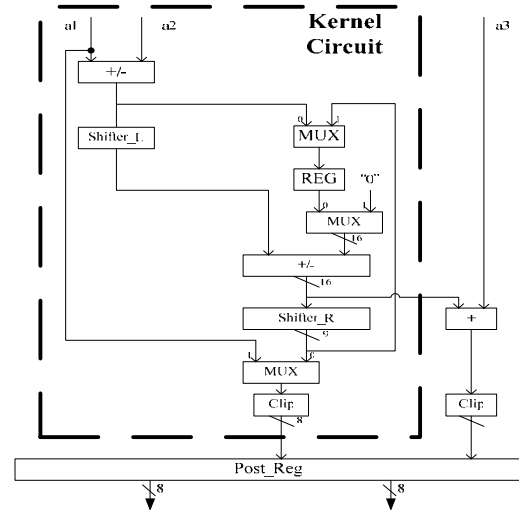 Kernel
Circuit
a1
a2
a3
+/-
Shifter_L
0
1
MUX
REG
"0"
0
1
MUX
16
+/-
16
Shifter_R
+
9
1
0
MUX
Clip
Clip
8
Post_Reg
8
8